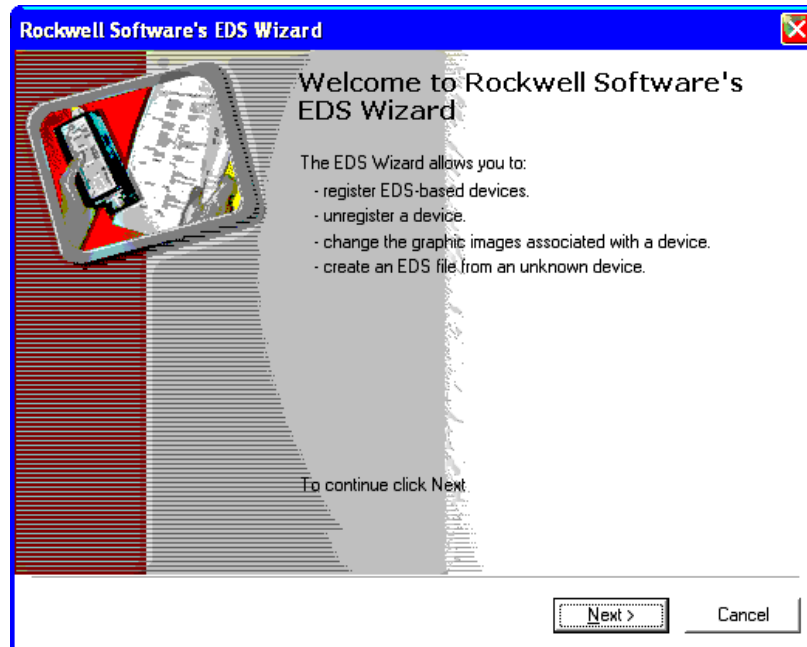 Rockwell Software's EDS Wizard
Welcome to Rockwell Software's
EDS Wizard
The EDS Wizard allows you to:
- register EDS-based devices.
- unregister a device.
- change the graphic images associated with a device.
- create an EDS file from an unknown device.
To continue click Next
Next >
Cancel